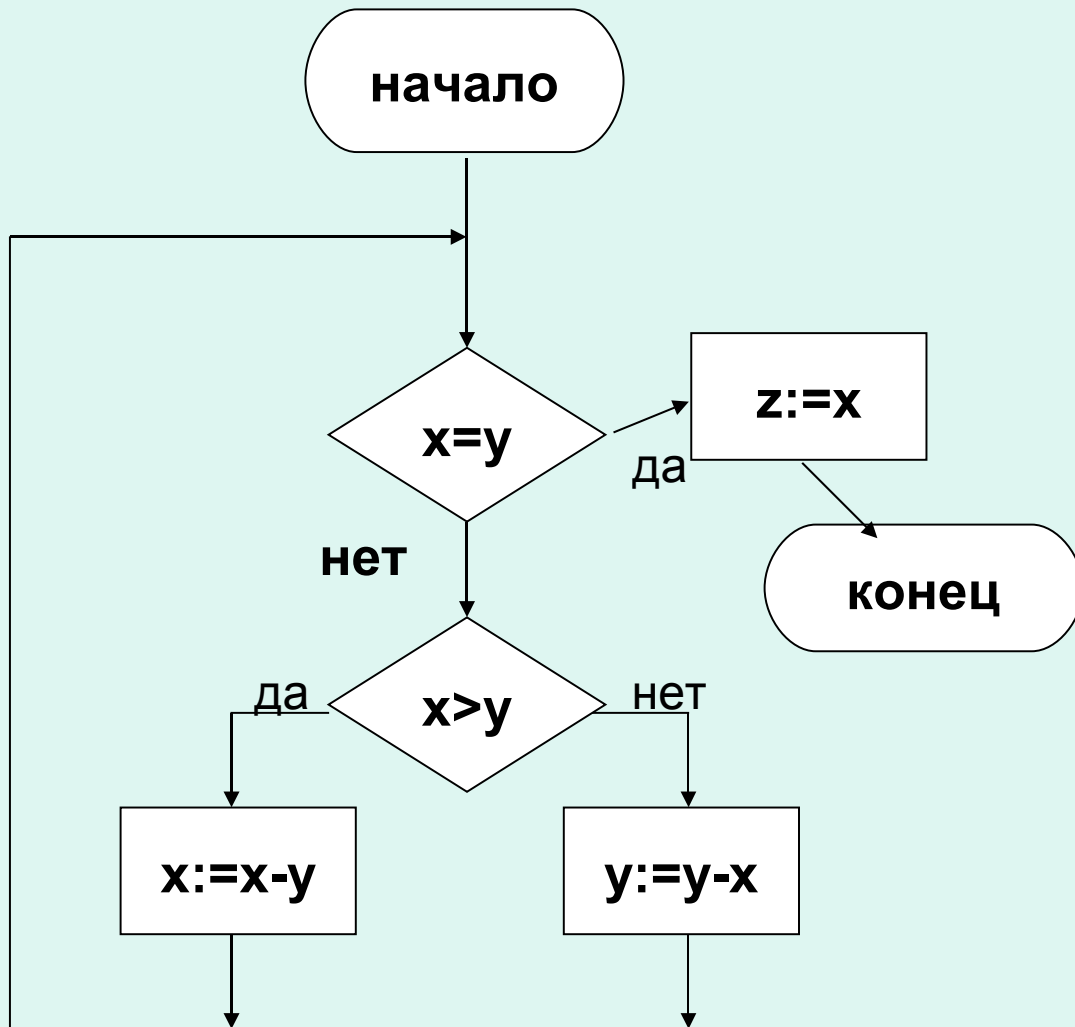 начало
x=y
да
z:=x
нет
конец
да
x>y
нет
x:=x-y
y:=y-x